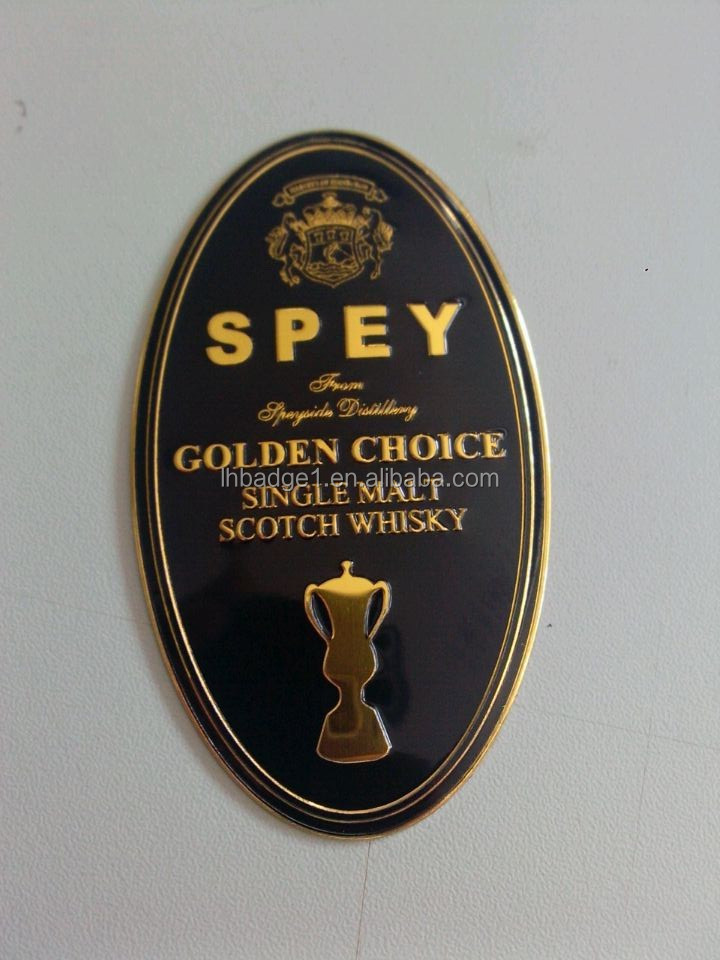 SPEY
From
Speyside Distillery
GOLDEN CHOICE
lhbadge1.en.alibaba.com
SINGLE MALT
SCOTCH WHISKY